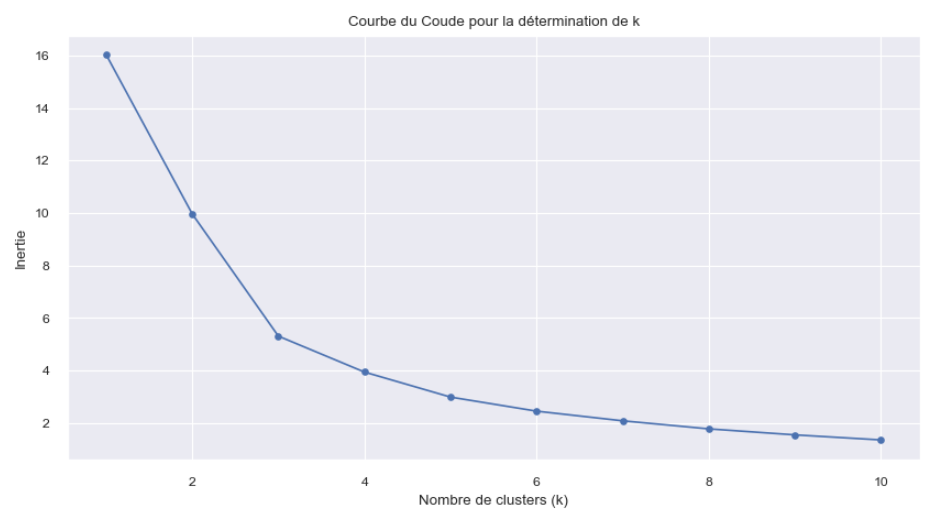 Courbe du Coude pour la détermination de k
16
14
12
10
8
6
4
2
Inertie
2 4 6 8 10
Nombre de clusters (k)